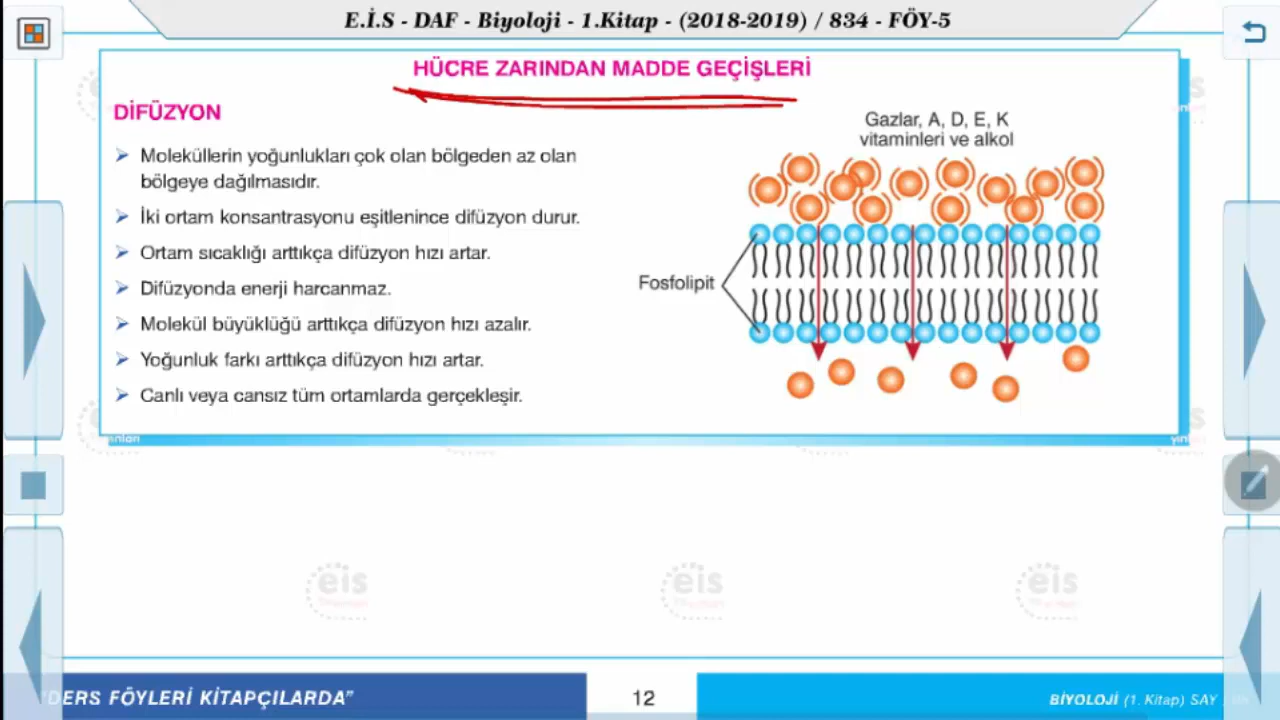 E.İ.S - DAF - Biyoloji - 1.Kitap - (2018-2019) / 834 - FÖY-5
HÜCRE ZARINDAN MADDE GEÇİŞLERİ
DİFÜZYON
Moleküllerin yoğunlukları çok olan bölgeden az olan
bölgeye dağılmasıdır.
İki ortam konsantrasyonu eşitlenince difüzyon durur.
Ortam sıcaklığı arttıkça difüzyon hızı artar.
Difüzyonda enerji harcanmaz.
Molekül büyüklüğü arttıkça difüzyon hızı azalır.
Yoğunluk farkı arttıkça difüzyon hızı artar.
Canlı veya cansız tüm ortamlarda gerçekleşir.
Gazlar, A, D, E, K
vitaminleri ve alkol
Fosfolipit
eis
eis
eis
"DERS FÖYLERİ KİTAPÇILARDA"
12
BİYOLOJİ (1. Kitap) SAY